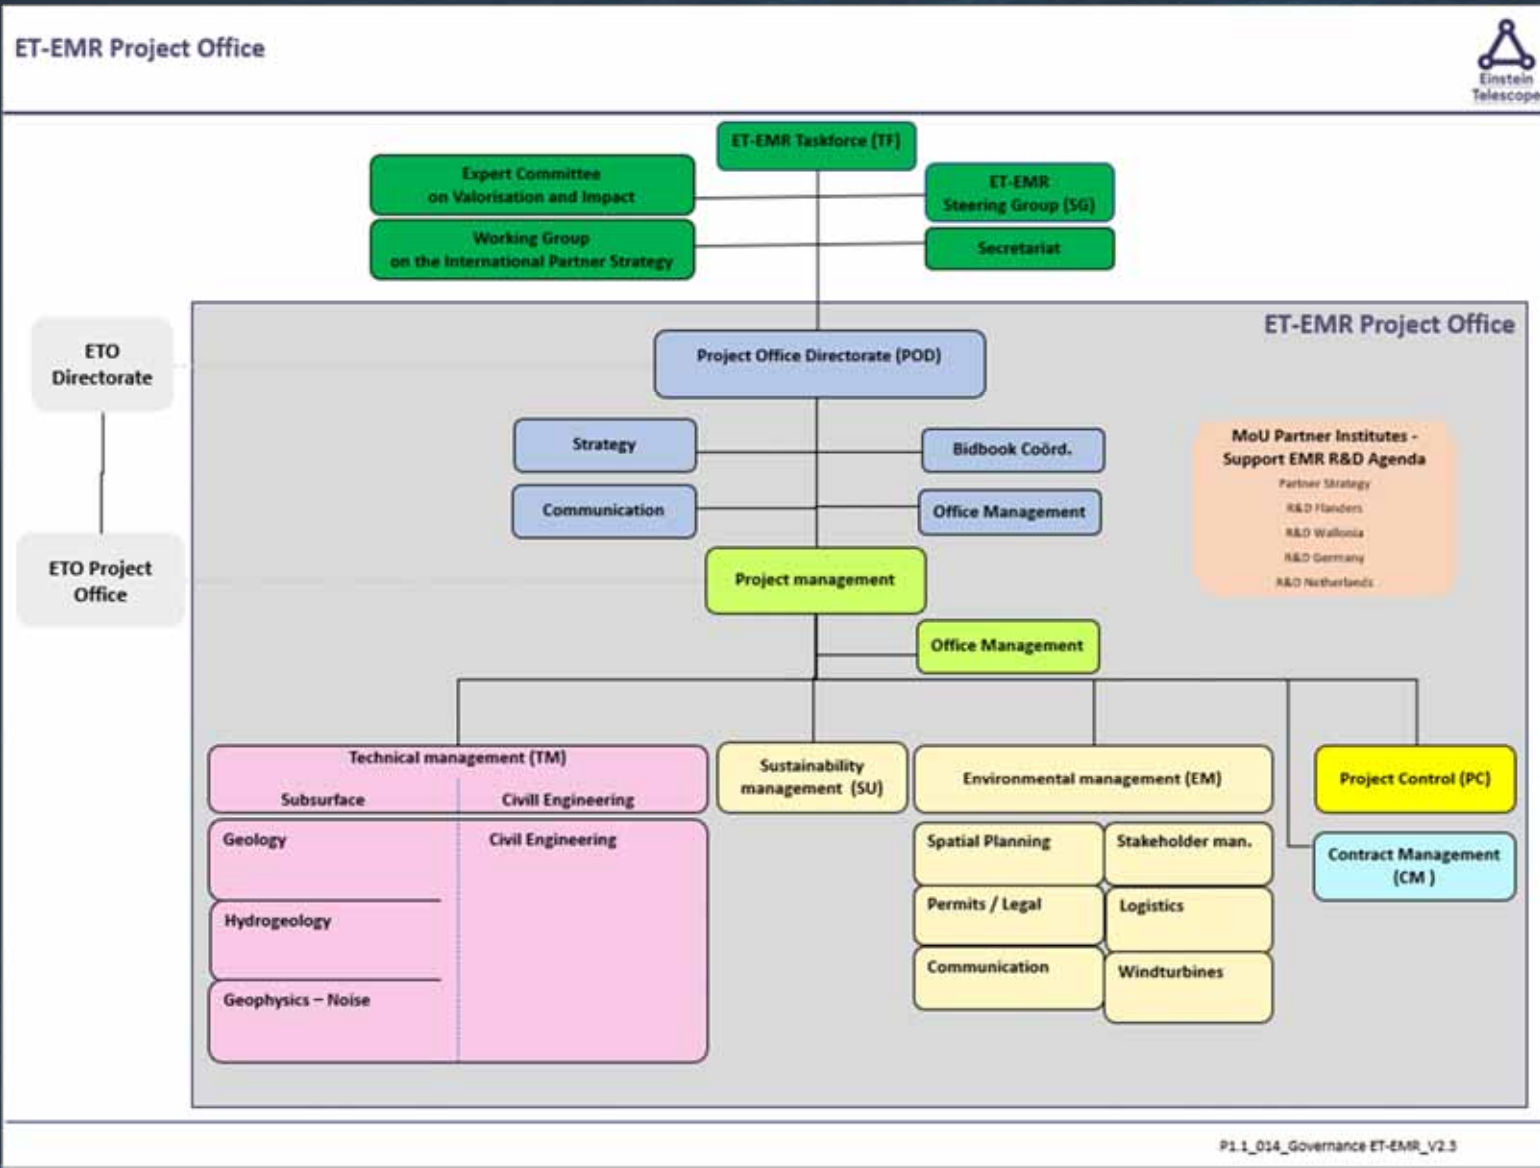 ET-EMR Project Office
Einstein
Telescope
ET-EMR Taskforce (TF)
Expert Committee
on Valorisation and Impact
ET-EMR
Steering Group (SG)
Working Group
on the International Partner Strategy
Secretariat
ET-EMR Project Office
ETO
Directorate
Project Office Directorate (POD)
Strategy
Bidbook Coörd.
MoU Partner Institutes -
Support EMR R&D Agenda
Partner Strategy
R&D Flanders
R&D Wallonia
R&D Germany
R&D Netherlands
Communication
Office Management
ETO Project
Office
Project management
Office Management
Technical management (TM)
Subsurface
Civill Engineering
Sustainability
management (SU)
Environmental management (EM)
Project Control (PC)
Geology
Civil Engineering
Hydrogeology
Geophysics – Noise
Spatial Planning
Stakeholder man.
Permits / Legal
Logistics
Communication
Windturbines
Contract Management
(CM )
P1.1_014_Governance ET-EMR_V2.3